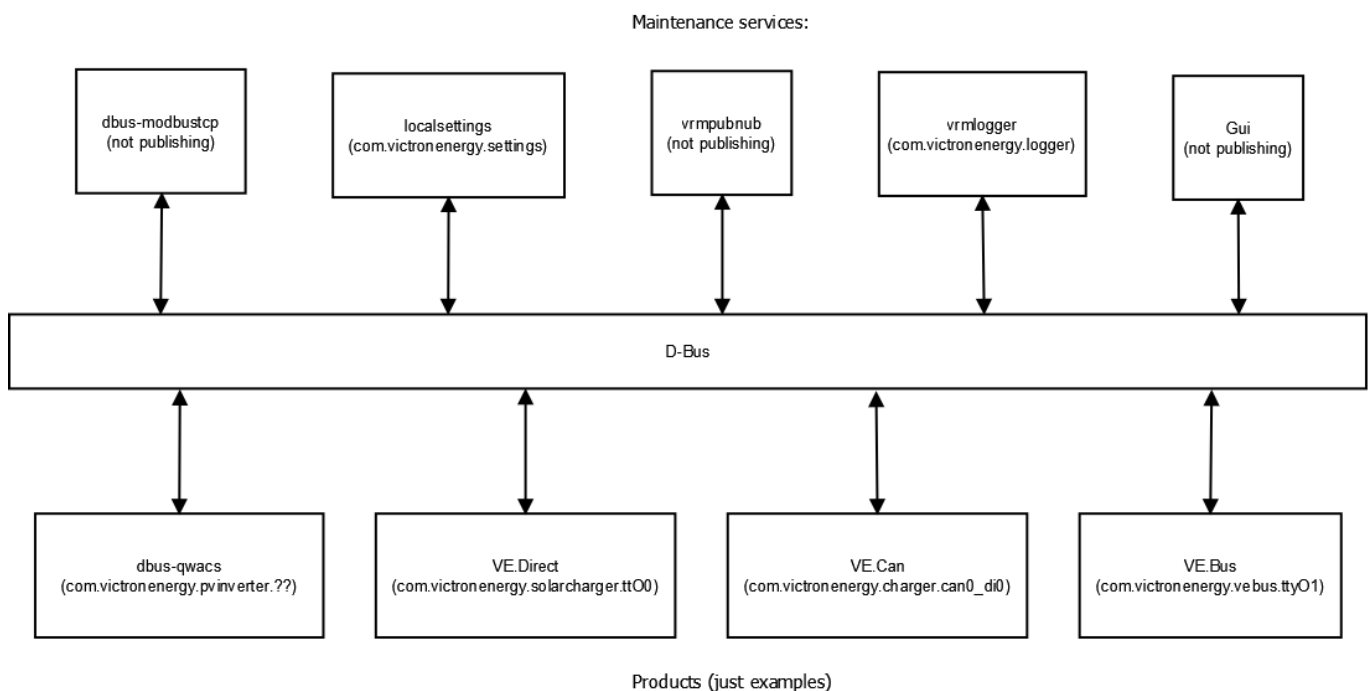 Maintenance services:
dbus-modbustcp
(not publishing)
localsettings
(com.victronenergy.settings)
vrmpubnub
(not publishing)
vrmlogger
(com.victronenergy.logger)
Gui
(not publishing)
D-Bus
dbus-qwacs
(com.victronenergy.pvinverter.??)
VE.Direct
(com.victronenergy.solarcharger.ttO0)
VE.Can
(com.victronenergy.charger.can0_di0)
VE.Bus
(com.victronenergy.vebus.ttyO1)
Products (just examples)